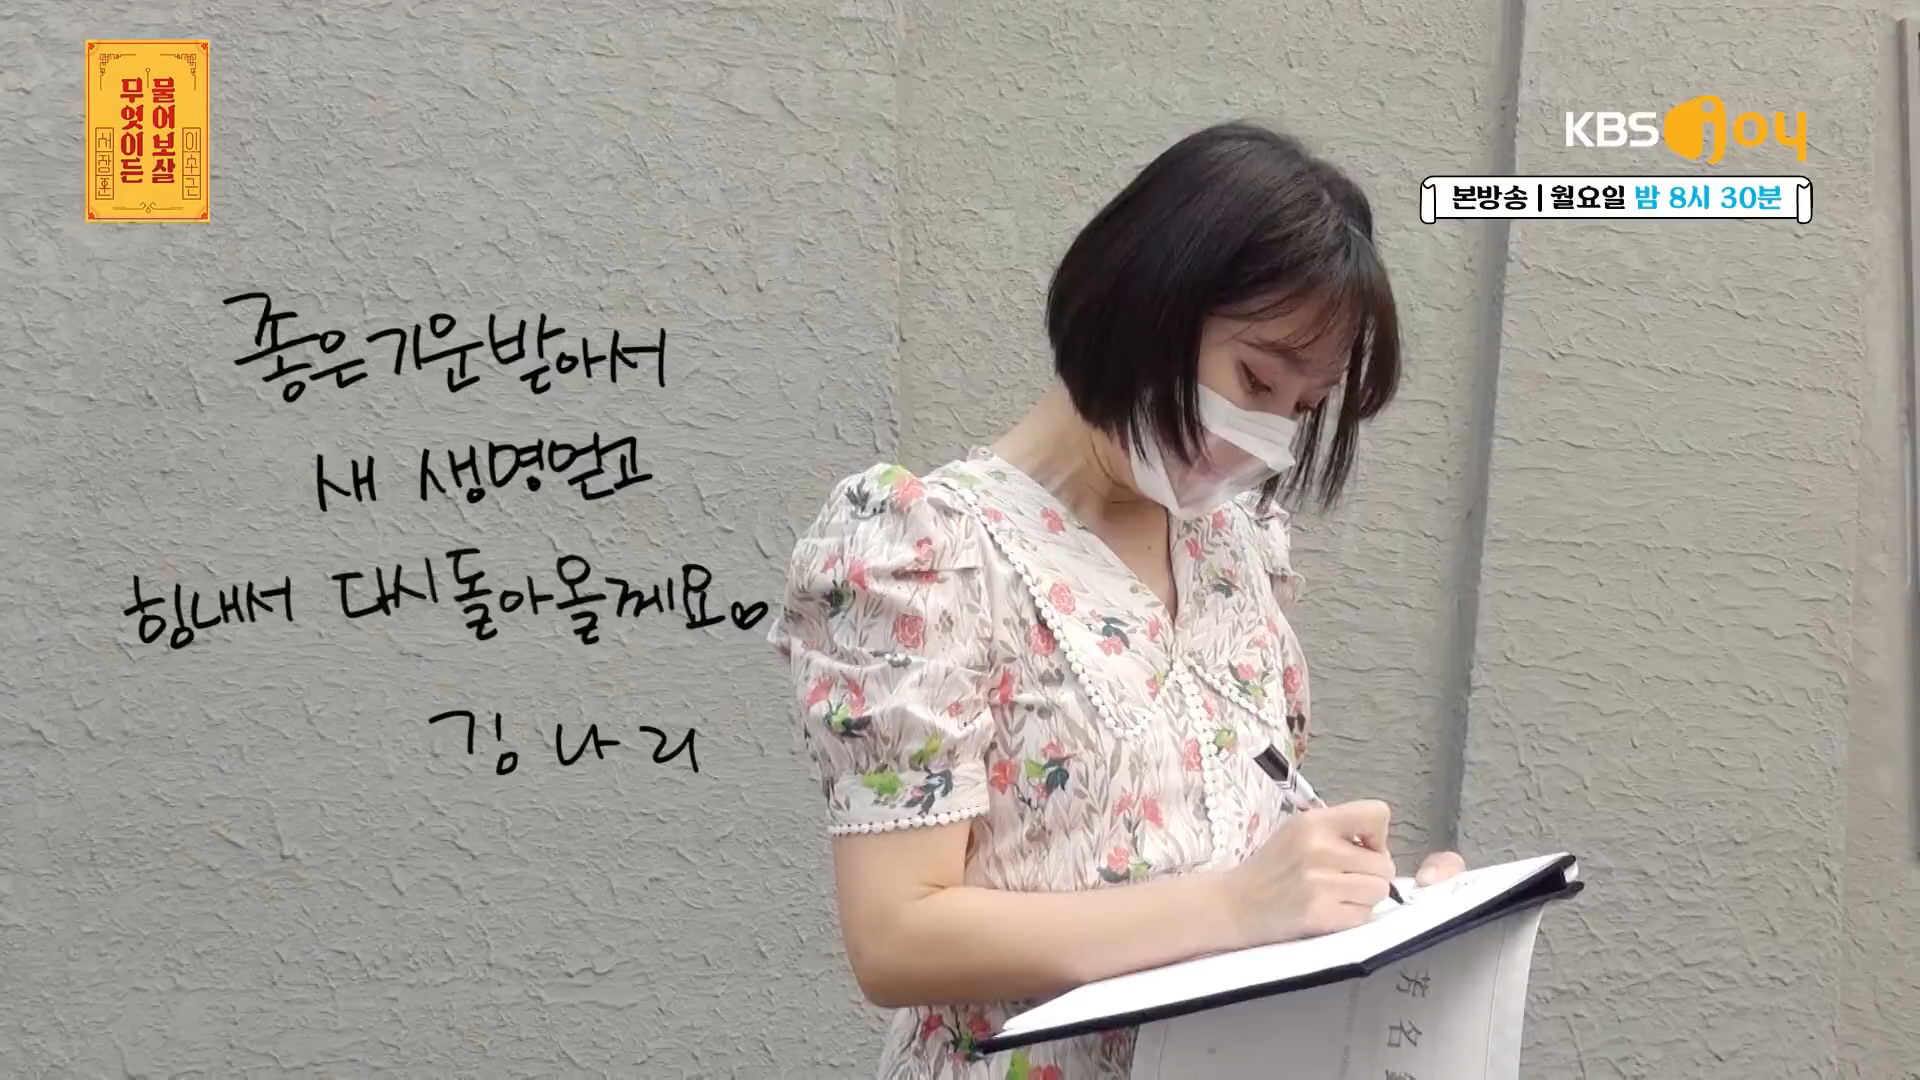 무엇이든
물어보살
서장훈
이수근
KBS joy
본방송 | 월요일 밤 8시 30분
좋은기운받아서
새 생명얻고
힘내서 다시돌아올께요
김나리
芳名